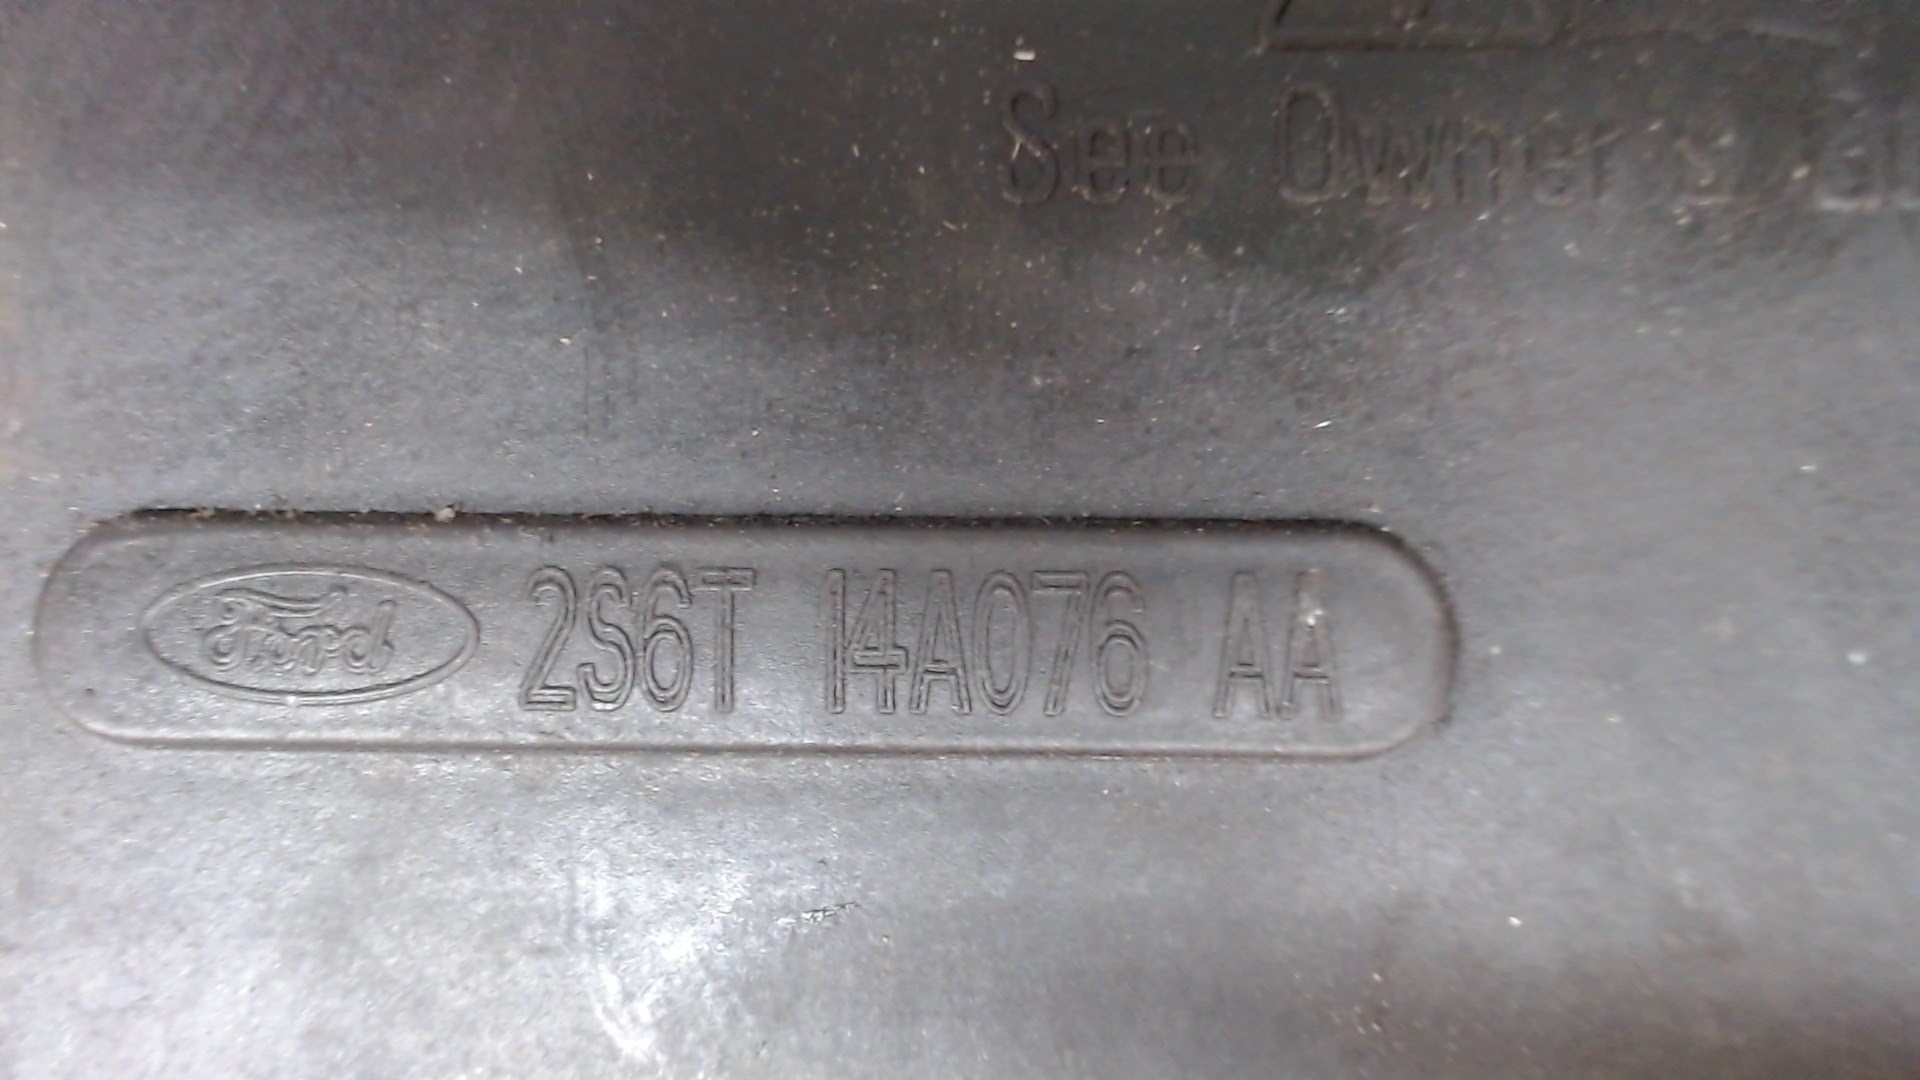 See Owner's
Ford 2S6T 14A076 AA